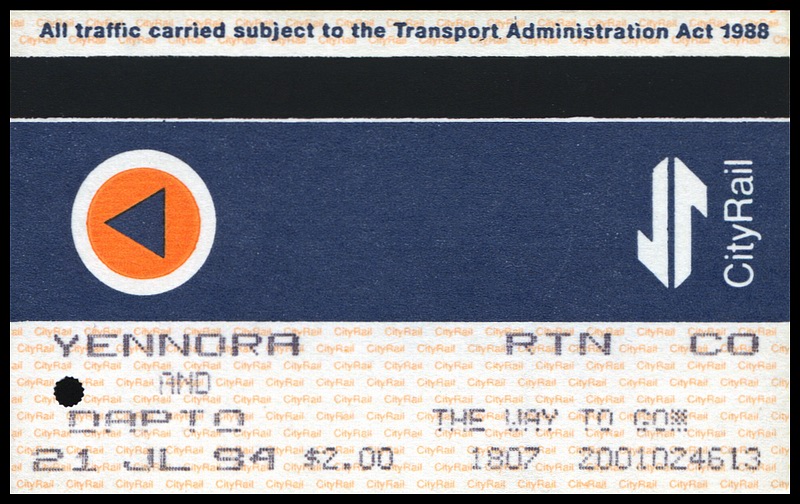 All traffic carried subject to the Transport Administration Act 1988
CityRail
YENNORA RTN CO
AND
DAPTO THE WAY TO GO
21 JL 94 $2.00 1807 2001024613